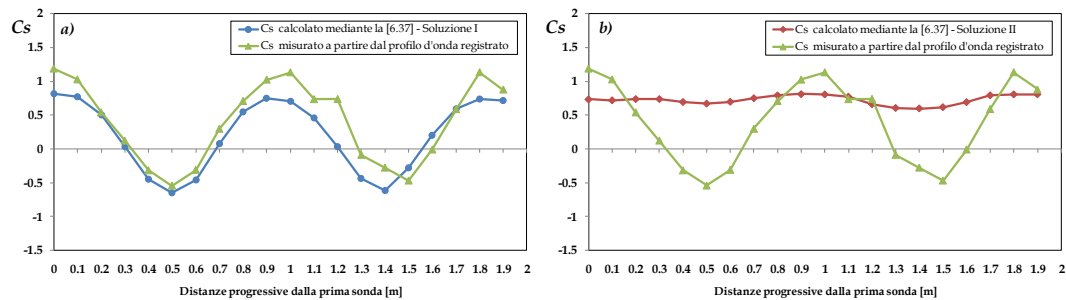 Cs
a)
Cs calcolato mediante la [6.37] - Soluzione I
Cs misurato a partire dal profilo d'onda registrato
2
1.5
1
0.5
0
-0.5
-1
-1.5
0 0.1 0.2 0.3 0.4 0.5 0.6 0.7 0.8 0.9 1 1.1 1.2 1.3 1.4 1.5 1.6 1.7 1.8 1.9 2
Distanze progressive dalla prima sonda [m]
Cs
b)
Cs calcolato mediante la [6.37] - Soluzione II
Cs misurato a partire dal profilo d'onda registrato
2
1.5
1
0.5
0
-0.5
-1
-1.5
0 0.1 0.2 0.3 0.4 0.5 0.6 0.7 0.8 0.9 1 1.1 1.2 1.3 1.4 1.5 1.6 1.7 1.8 1.9 2
Distanze progressive dalla prima sonda [m]